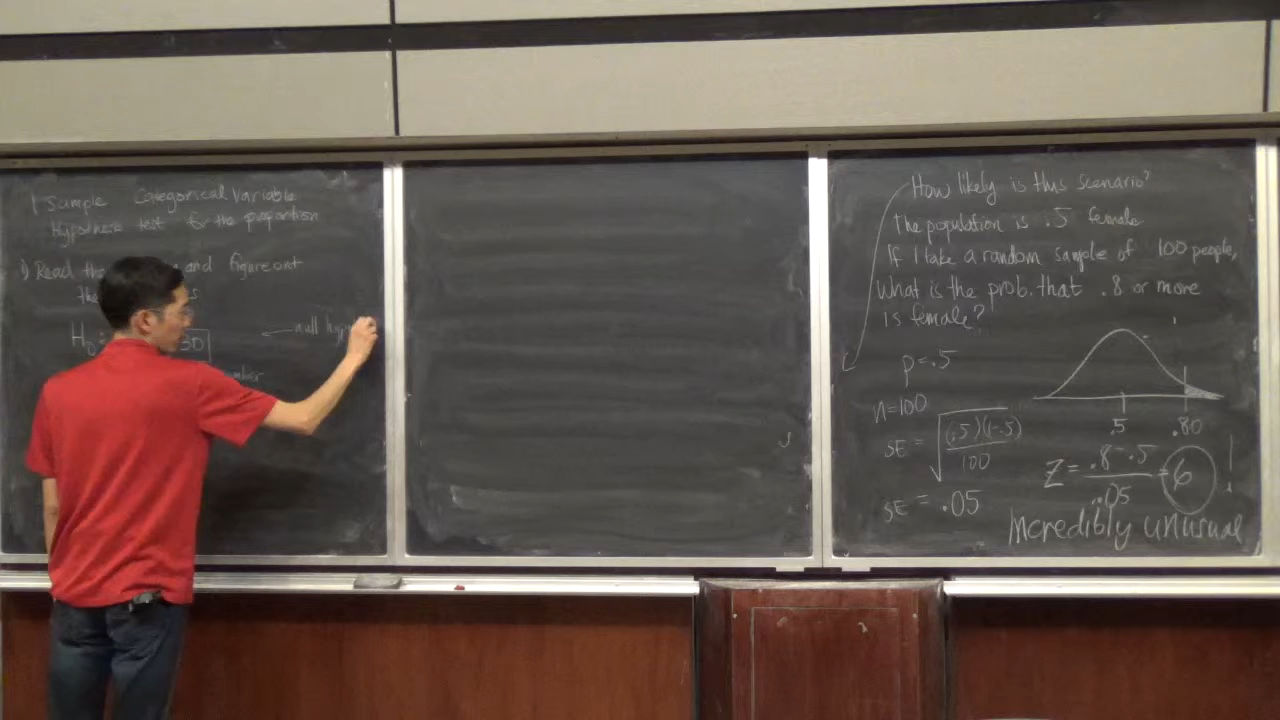 1 Sample Categorical Variable
Hypothesis test for the proportion
1) Read the and figure out
the
H₀: 30
← null hyp
mber
How likely is this scenario?
The population is .5 female
If I take a random sample of 100 people,
What is the prob. that .8 or more
is female?
p=.5
n=100
SE = √((.5)(1-.5)/100)
SE = .05
.5 .80
Z = (.8-.5)/.05 = 6 !
Incredibly unusual